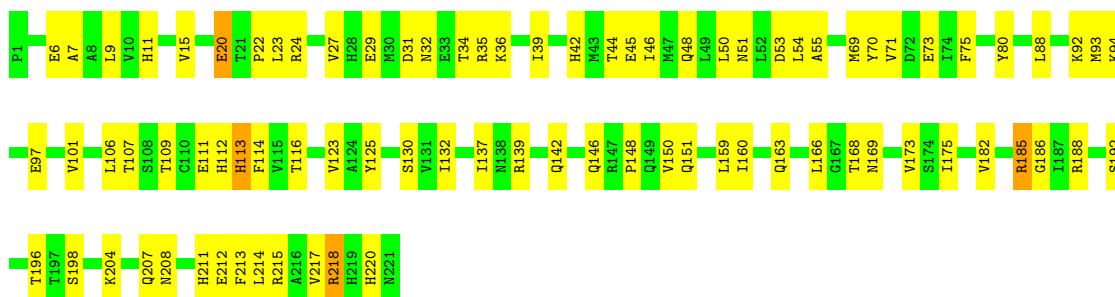 P1 E6 A7 A8 L9 V10 H11 V15 E20 T21 P22 L23 R24 V27 H28 E29 M30 D31 N32 E33 T34 R35 K36 I39 H42 M43 T44 E45 I46 M47 Q48 L49 L50 N51 L52 D53 L54 A55 M69 Y70 V71 D72 E73 I74 F75 Y80 L88 K92 M93 K94
E97 V101 L106 T107 S108 T109 C110 E111 H112 H113 F114 V115 T116 V123 A124 Y125 S130 V131 I132 I137 N138 R139 Q142 Q146 R147 P148 Q149 V150 Q151 L159 I160 Q163 L166 G167 T168 N169 V173 S174 I175 V182 R185 G186 I187 R188
T196 T197 S198 K204 Q207 N208 H211 E212 F213 L214 R215 A216 V217 R218 H219 H220 N221